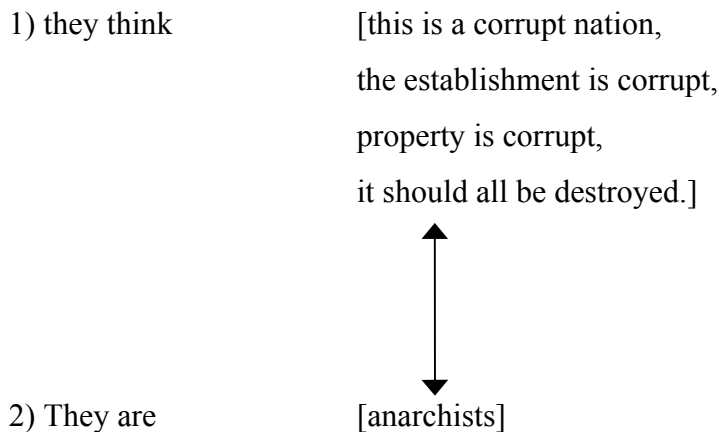 1) they think [this is a corrupt nation,
the establishment is corrupt,
property is corrupt,
it should all be destroyed.]
2) They are [anarchists]